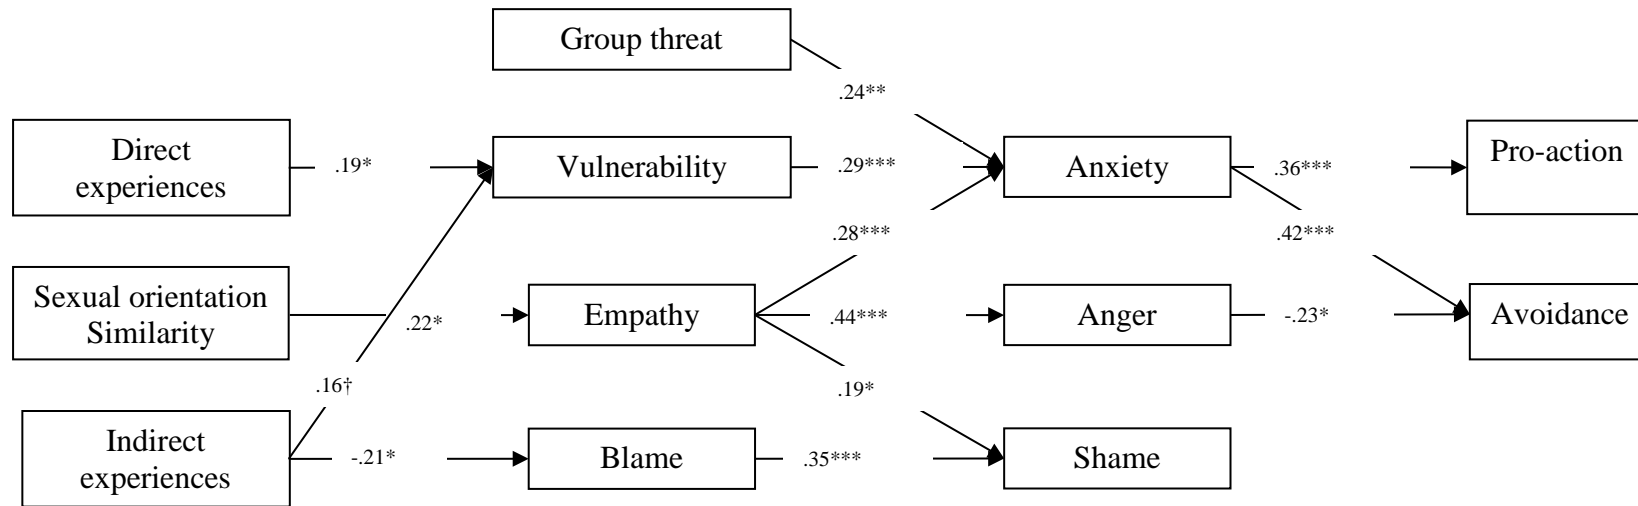 Group threat
.24**
Direct
experiences
.19*
Vulnerability
.29***
Anxiety
.36***
Pro-action
.28***
.42***
Sexual orientation
Similarity
.22*
Empathy
.44***
Anger
-.23*
Avoidance
.16†
.19*
Indirect
experiences
-.21*
Blame
.35***
Shame